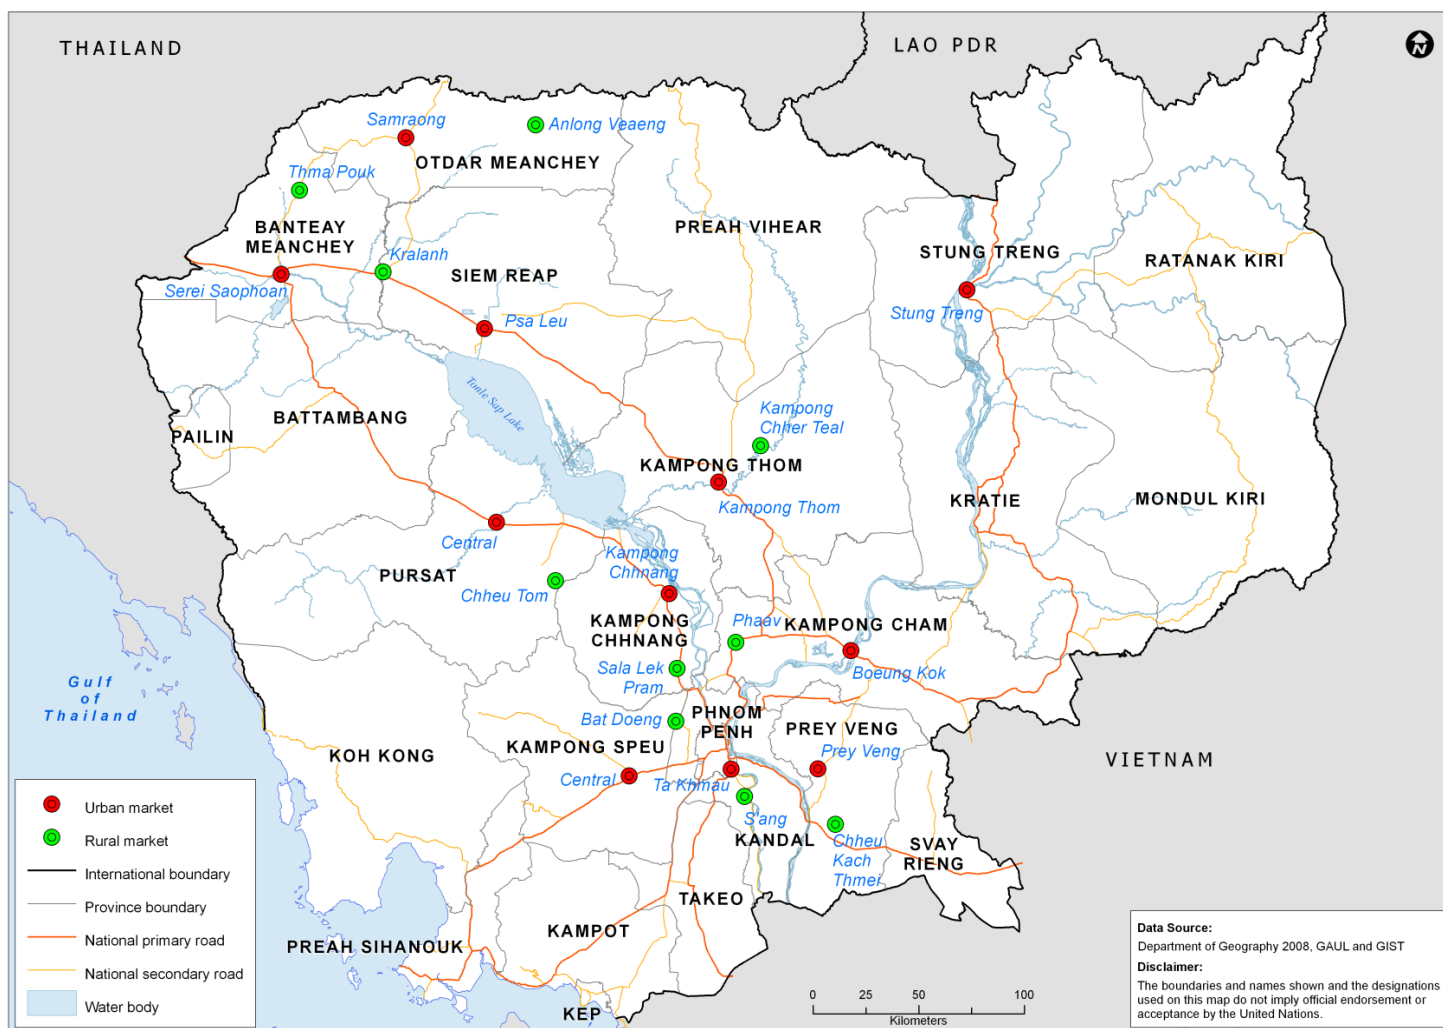 THAILAND
LAO PDR
N
Samraong
Anlong Veaeng
OTDAR MEANCHEY
Thma Pouk
BANTEAY
MEANCHEY
PREAH VIHEAR
STUNG TRENG
RATANAK KIRI
Kralanh
SIEM REAP
Serei Saophoan
Psa Leu
Stung Treng
Tonle Sap Lake
BATTAMBANG
PAILIN
Kampong
Chher Teal
KAMPONG THOM
Kampong Thom
KRATIE
MONDUL KIRI
Central
Kampong
Chhnang
PURSAT
Chheu Tom
KAMPONG
CHHNANG
Phaav
KAMPONG CHAM
Sala Lek
Pram
Boeung Kok
Gulf
of
Thailand
Bat Doeng
PHNOM
PENH
PREY VENG
Prey Veng
KOH KONG
KAMPONG SPEU
Central
Ta Khmau
VIETNAM
S'ang
KANDAL
Chheu
Kach
Thmei
SVAY
RIENG
TAKEO
KAMPOT
PREAH SIHANOUK
KEP
Urban market
Rural market
International boundary
Province boundary
National primary road
National secondary road
Water body
0 25 50 100
Kilometers
Data Source:
Department of Geography 2008, GAUL and GIST
Disclaimer:
The boundaries and names shown and the designations
used on this map do not imply official endorsement or
acceptance by the United Nations.